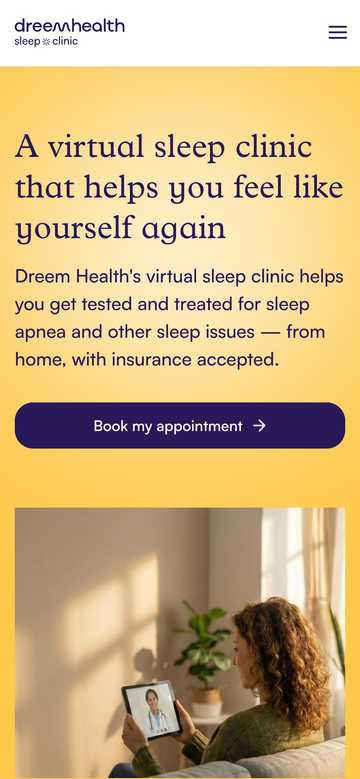 dreemhealth
sleep clinic
A virtual sleep clinic
that helps you feel like
yourself again
Dreem Health's virtual sleep clinic helps
you get tested and treated for sleep
apnea and other sleep issues — from
home, with insurance accepted.
Book my appointment →